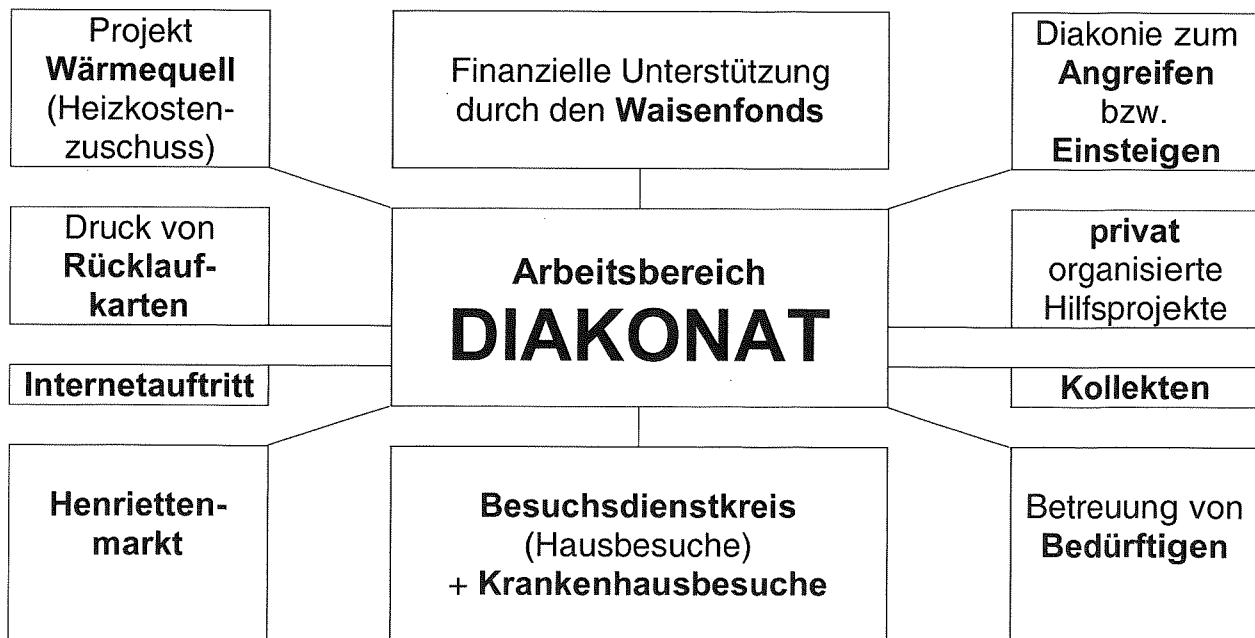 Projekt
Wärmequell
(Heizkosten-
zuschuss)
Finanzielle Unterstützung
durch den Waisenfonds
Diakonie zum
Angreifen
bzw.
Einsteigen
Druck von
Rücklauf-
karten
Arbeitsbereich
DIAKONAT
privat
organisierte
Hilfsprojekte
Internetauftritt
Kollekten
Henrietten-
markt
Besuchsdienstkreis
(Hausbesuche)
+ Krankenhausbesuche
Betreuung von
Bedürftigen